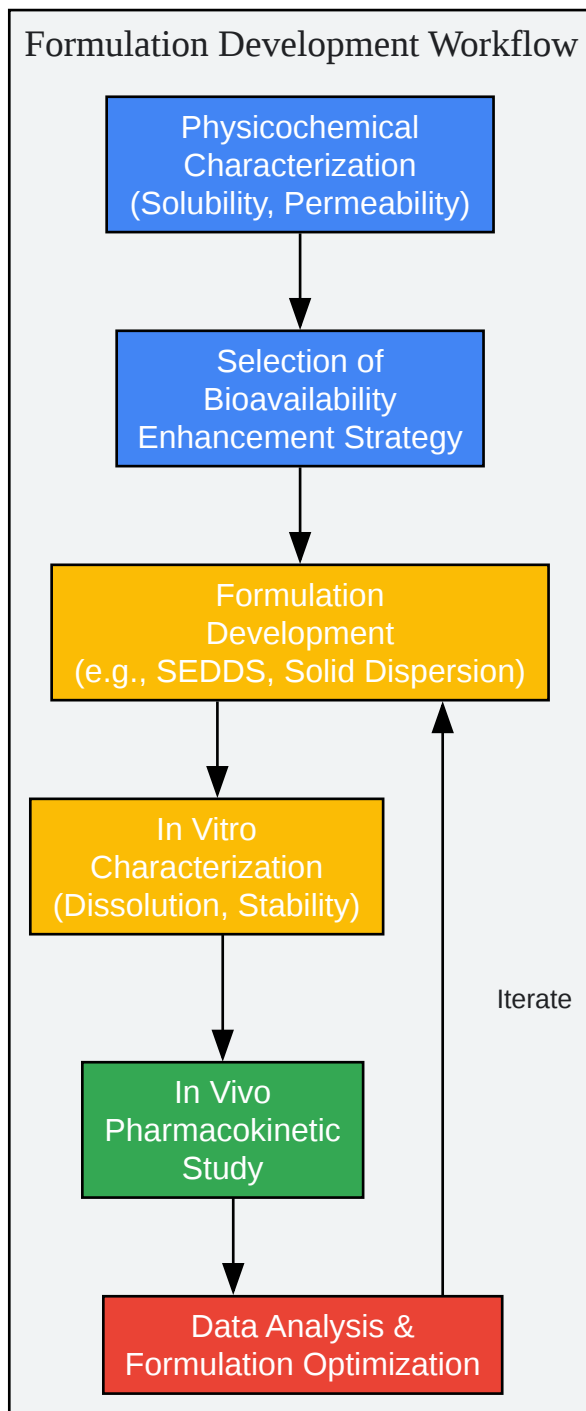 Formulation Development Workflow
Physicochemical
Characterization
(Solubility, Permeability)
Selection of
Bioavailability
Enhancement Strategy
Formulation
Development
(e.g., SEDDS, Solid Dispersion)
In Vitro
Characterization
(Dissolution, Stability)
Iterate
In Vivo
Pharmacokinetic
Study
Data Analysis &
Formulation Optimization